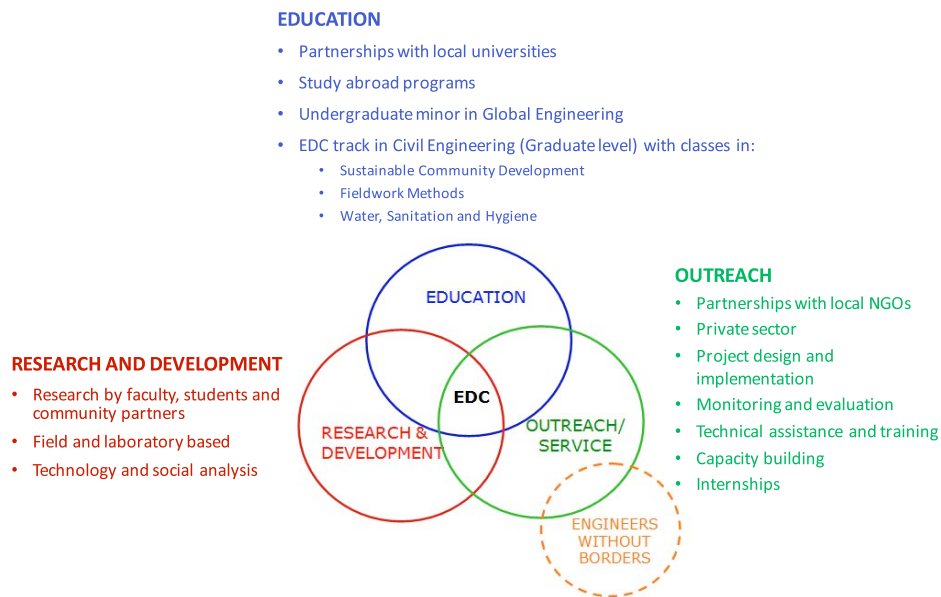 EDUCATION
• Partnerships with local universities
• Study abroad programs
• Undergraduate minor in Global Engineering
• EDC track in Civil Engineering (Graduate level) with classes in:
• Sustainable Community Development
• Fieldwork Methods
• Water, Sanitation and Hygiene
OUTREACH
• Partnerships with local NGOs
• Private sector
• Project design and
implementation
• Monitoring and evaluation
• Technical assistance and training
• Capacity building
• Internships
RESEARCH AND DEVELOPMENT
• Research by faculty, students and
community partners
• Field and laboratory based
• Technology and social analysis
EDUCATION
EDC
RESEARCH &
DEVELOPMENT
OUTREACH/
SERVICE
ENGINEERS
WITHOUT
BORDERS